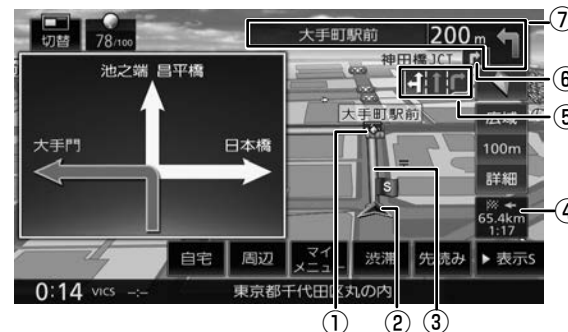 切替
78/100
大手町駅前 200m
⑦
池之端 昌平橋
大手門
日本橋
神田橋JCT
⑥
⑤
大手町駅前
広域
100m
詳細
S
65.4km
1:17
④
自宅
周辺
マイ
メニュー
渋滞
先読み
▶ 表示S
0:14 VICS --:-- 東京都千代田区丸の内
① ② ③